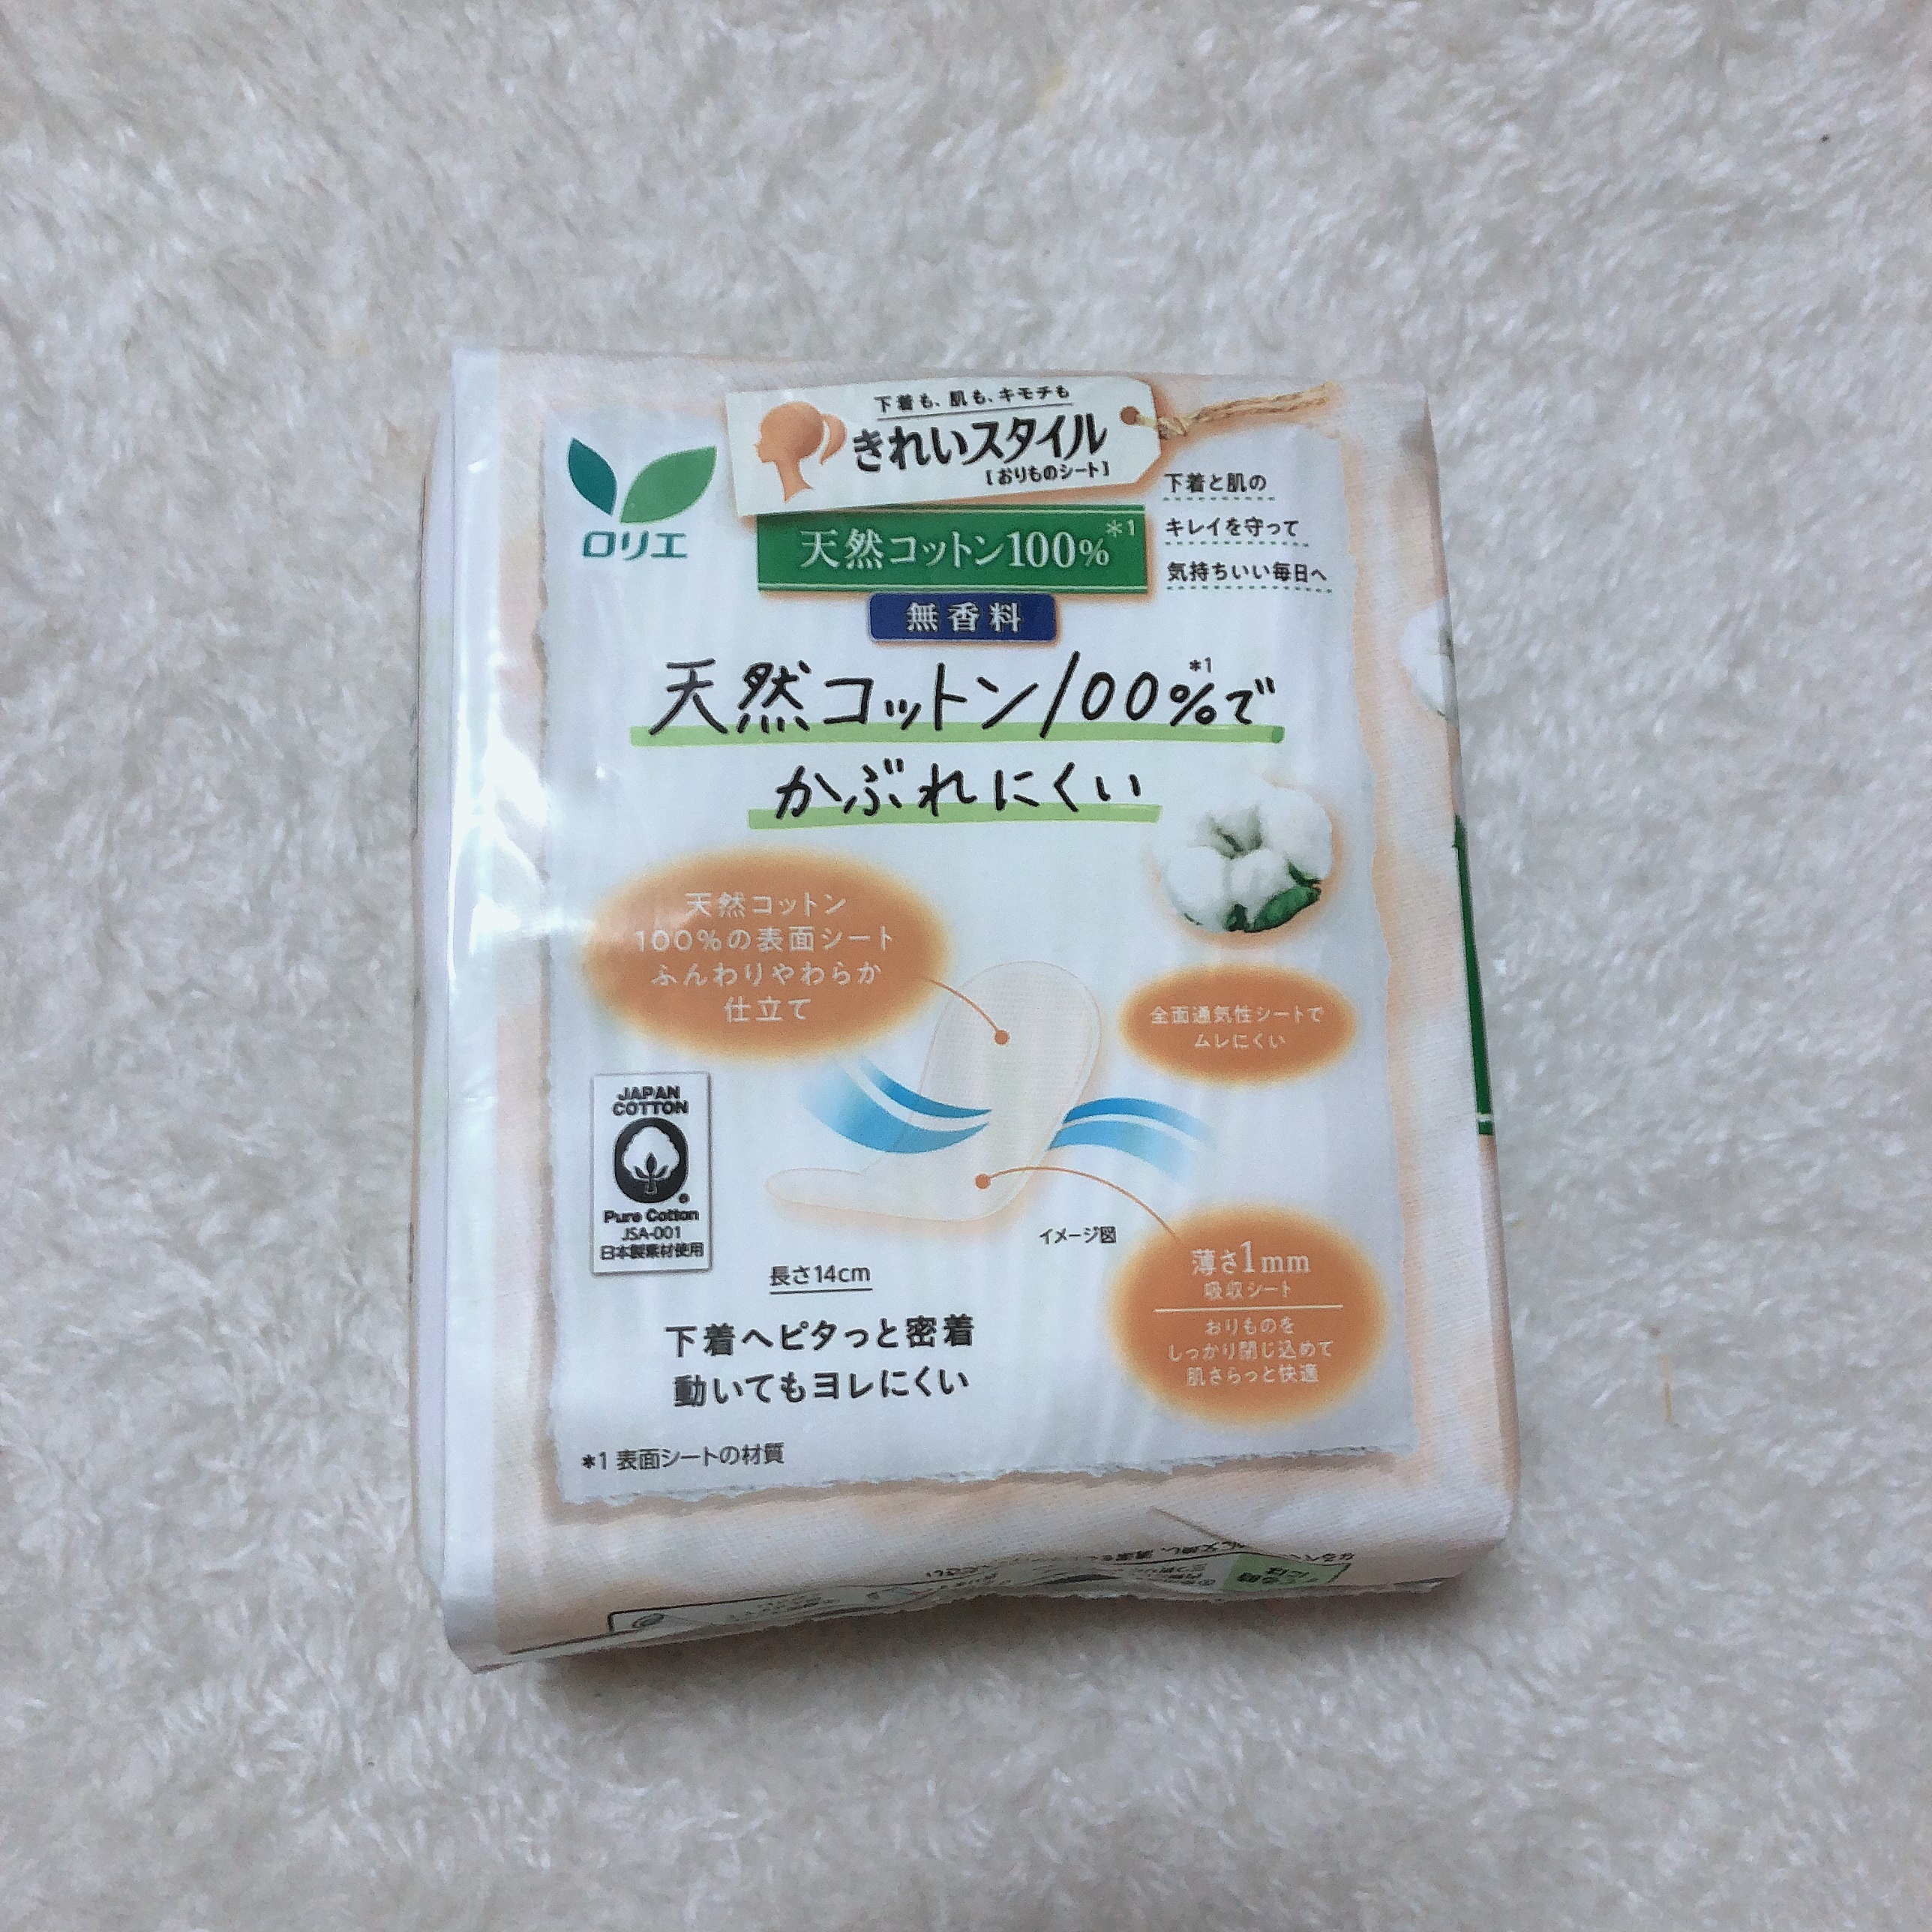 下着も、肌も、キモチも
きれいスタイル
[おりものシート]
ロリエ
天然コットン100%*1
無香料
下着と肌の
キレイを守って
気持ちいい毎日へ
天然コットン100%*1で
かぶれにくい
天然コットン
100%の表面シート
ふんわりやわらか
仕立て
全面通気性シートで
ムレにくい
JAPAN
COTTON
Pure Cotton
JSA-001
日本製素材使用
イメージ図
薄さ1mm
吸収シート
おりものを
しっかり閉じ込めて
肌さらっと快適
長さ14cm
下着へピタっと密着
動いてもヨレにくい
*1 表面シートの材質